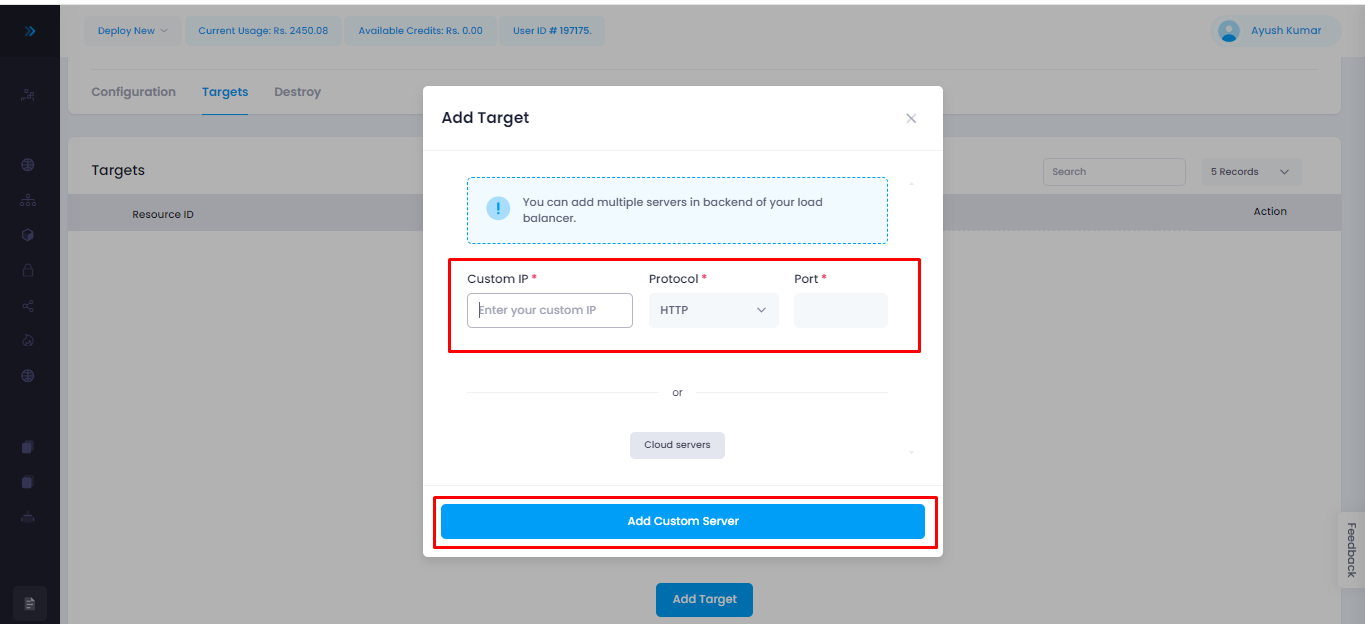 Deploy New
Current Usage: Rs. 2450.08
Available Credits: Rs. 0.00
User ID # 197175.
Ayush Kumar
Configuration
Targets
Destroy
Targets
Search
5 Records
Resource ID
Action
Add Target
You can add multiple servers in backend of your load
balancer.
Custom IP *
Protocol *
Port *
Enter your custom IP
HTTP
or
Cloud servers
Add Custom Server
Add Target
Feedback